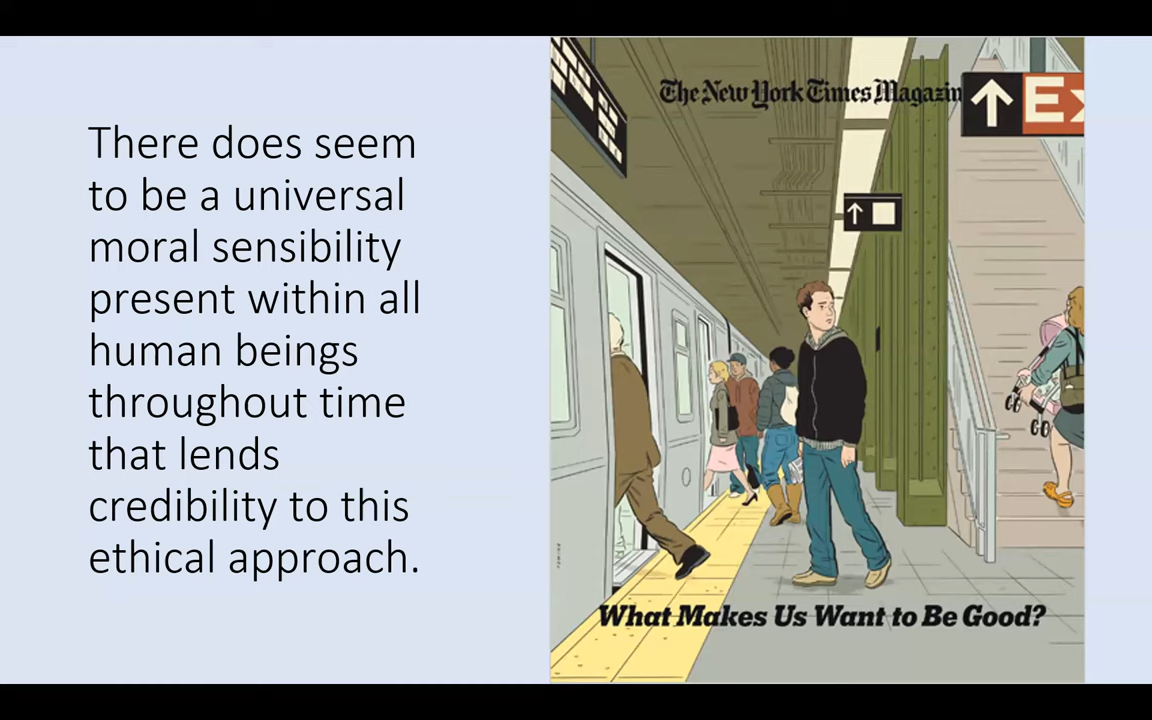 There does seem
to be a universal
moral sensibility
present within all
human beings
throughout time
that lends
credibility to this
ethical approach.
The New York Times Magazin
Ex
What Makes Us Want to Be Good?